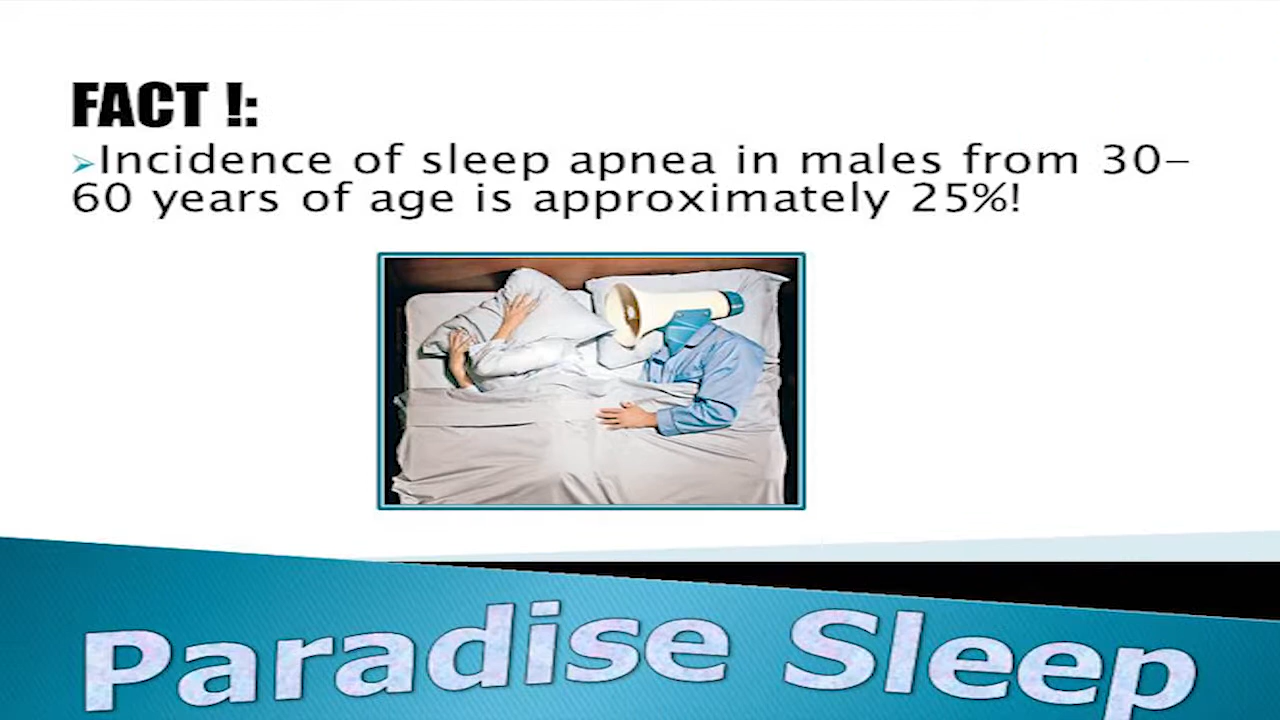 FACT !:
➢Incidence of sleep apnea in males from 30–
60 years of age is approximately 25%!
Paradise Sleep